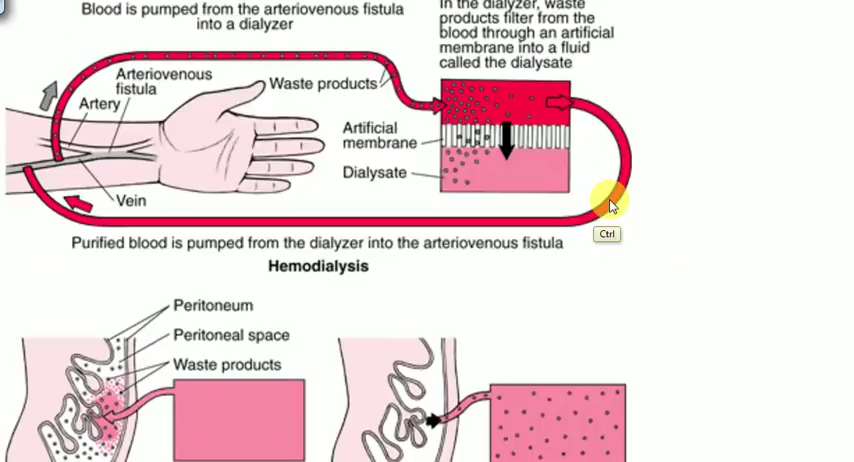 Blood is pumped from the arteriovenous fistula
into a dialyzer
In the dialyzer, waste
products filter from the
blood through an artificial
membrane into a fluid
called the dialysate
Arteriovenous
fistula
Artery
Waste products
Artificial
membrane
Dialysate
Vein
Ctrl
Purified blood is pumped from the dialyzer into the arteriovenous fistula
Hemodialysis
Peritoneum
Peritoneal space
Waste products